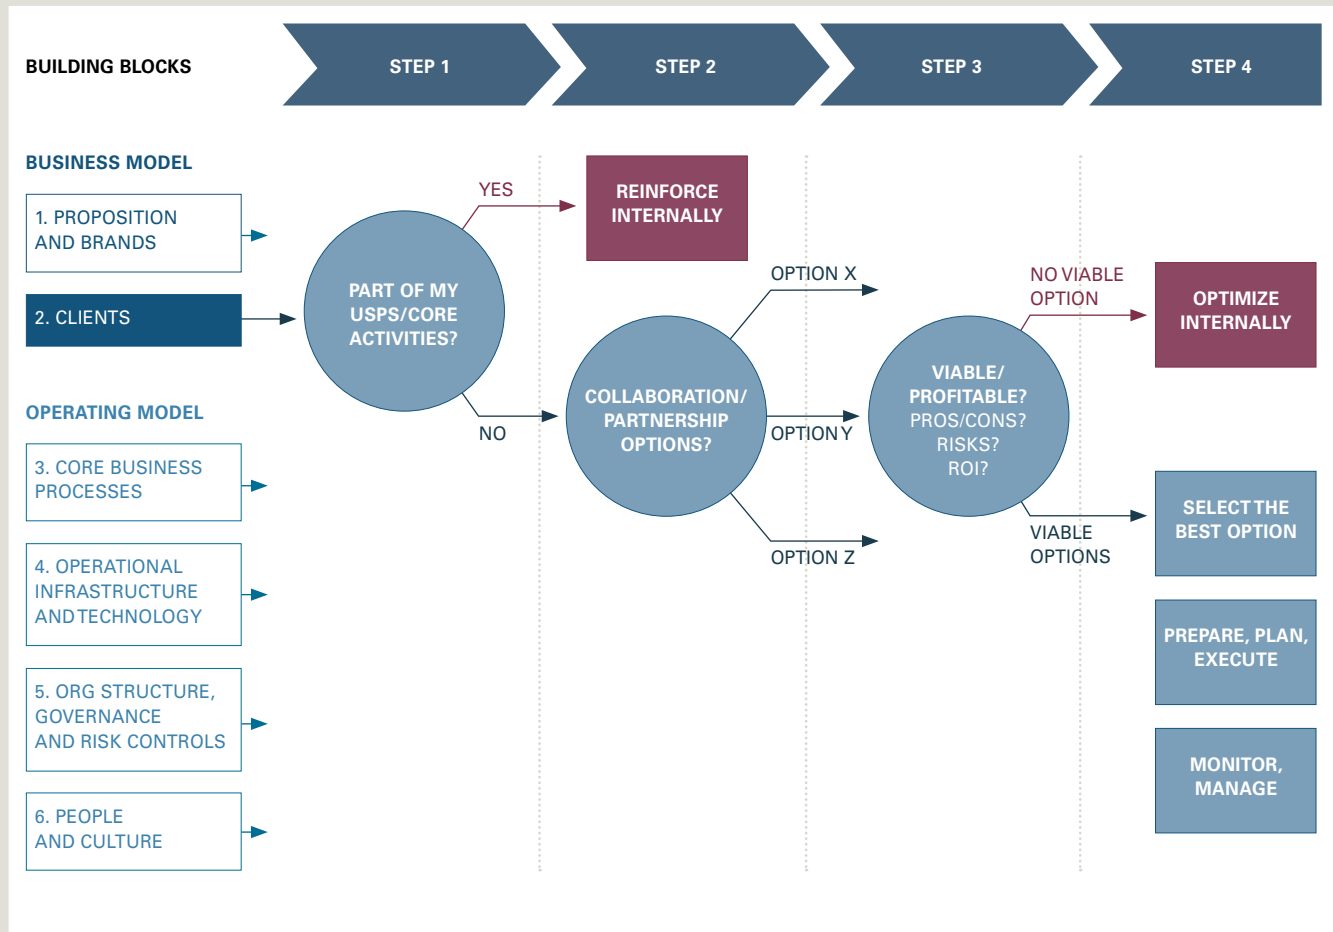 BUILDING BLOCKS
STEP 1
STEP 2
STEP 3
STEP 4
BUSINESS MODEL
1. PROPOSITION
AND BRANDS
2. CLIENTS
OPERATING MODEL
3. CORE BUSINESS
PROCESSES
4. OPERATIONAL
INFRASTRUCTURE
AND TECHNOLOGY
5. ORG STRUCTURE,
GOVERNANCE
AND RISK CONTROLS
6. PEOPLE
AND CULTURE
PART OF MY
USPS/CORE
ACTIVITIES?
YES
NO
REINFORCE
INTERNALLY
COLLABORATION/
PARTNERSHIP
OPTIONS?
OPTION X
OPTION Y
OPTION Z
VIABLE/
PROFITABLE?
PROS/CONS?
RISKS?
ROI?
NO VIABLE
OPTION
VIABLE
OPTIONS
OPTIMIZE
INTERNALLY
SELECT THE
BEST OPTION
PREPARE, PLAN,
EXECUTE
MONITOR,
MANAGE